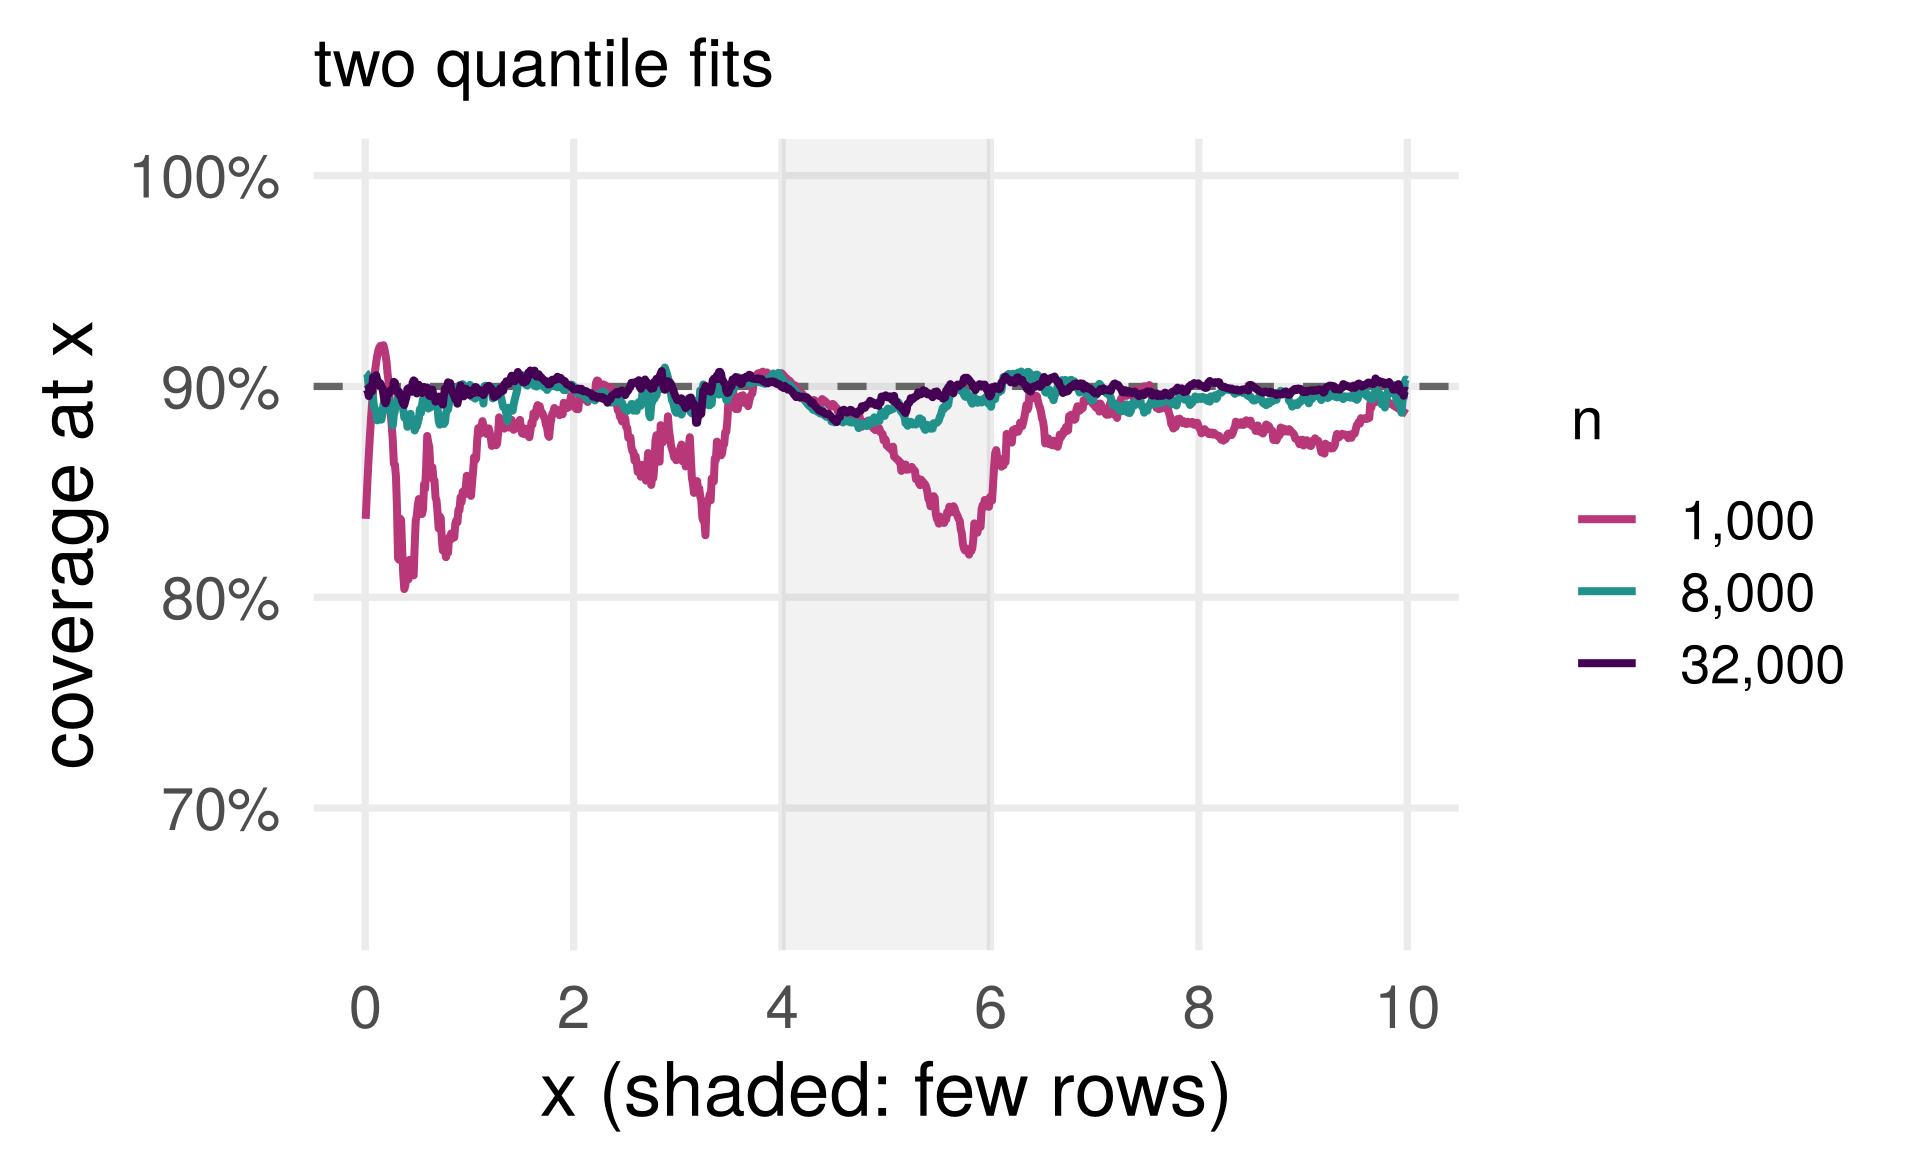 two quantile fits
100%
90%
80%
70%
coverage at x
0 2 4 6 8 10
x (shaded: few rows)
n
1,000
8,000
32,000